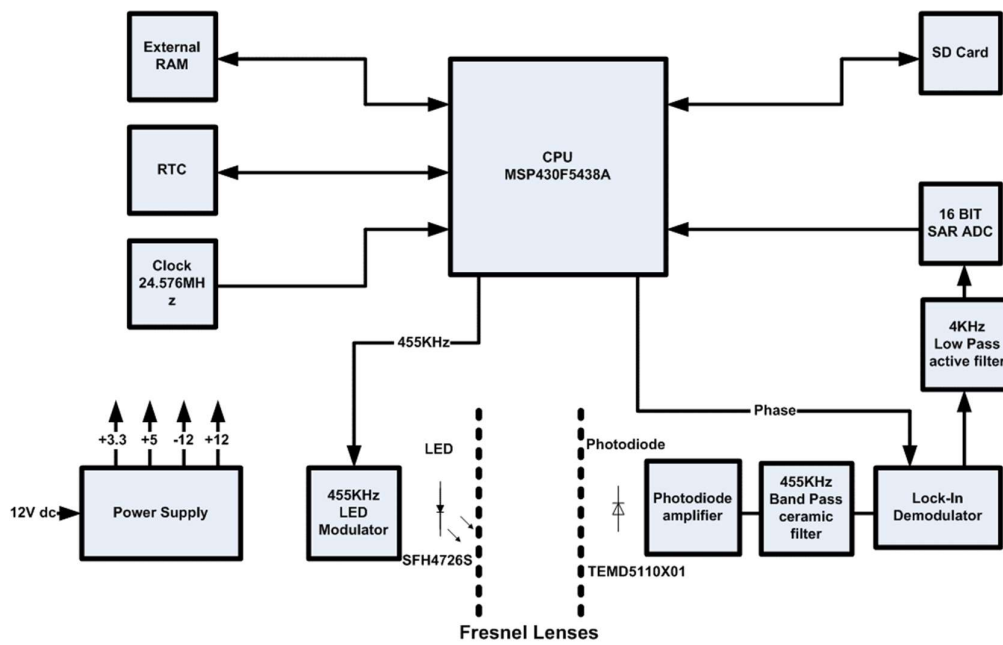 External
RAM
SD Card
CPU
MSP430F5438A
RTC
16 BIT
SAR ADC
Clock
24.576MH
z
4KHz
Low Pass
active filter
455KHz
Phase
+3.3
+5
-12
+12
LED
Photodiode
12V dc
Power Supply
455KHz
LED
Modulator
Photodiode
amplifier
455KHz
Band Pass
ceramic
filter
Lock-In
Demodulator
SFH4726S
TEMD5110X01
Fresnel Lenses